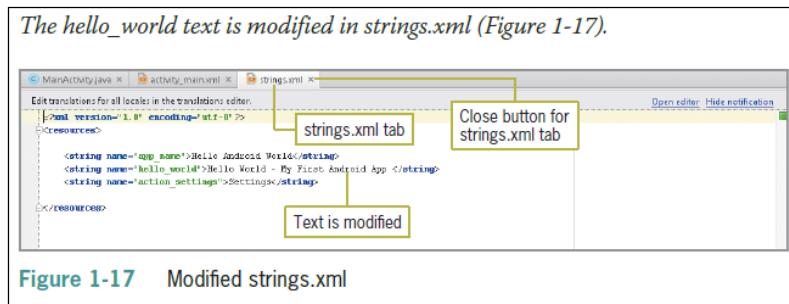 The hello_world text is modified in strings.xml (Figure 1-17).
MainActivity.java × activity_main.xml × strings.xml ×
Edit translations for all locales in the translations editor. Open editor Hide notification
<?xml version="1.0" encoding="utf-8"?>
<resources>
strings.xml tab
Close button for
strings.xml tab
<string name="app_name">Hello Android World</string>
<string name="hello_world">Hello World - My First Android App </string>
<string name="action_settings">Settings</string>
</resources>
Text is modified
Figure 1-17 Modified strings.xml